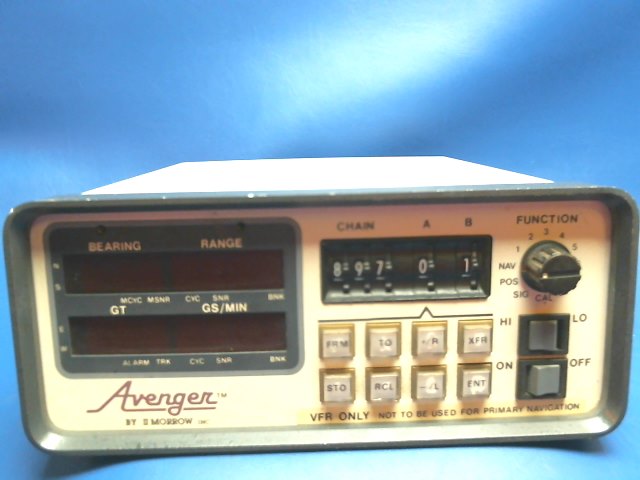 BEARING RANGE
N
S
MCYC MSNR CYC SNR BNK
GT GS/MIN
E
W
ALARM TRK CYC SNR BNK
Avenger™
BY II MORROW INC
CHAIN A B
8 9 7 0 1
FRM TO +/R XFR
STO RCL -/L ENT
FUNCTION
1 2 3 4 5
NAV
POS
SIG CAL
HI LO
ON OFF
VFR ONLY NOT TO BE USED FOR PRIMARY NAVIGATION